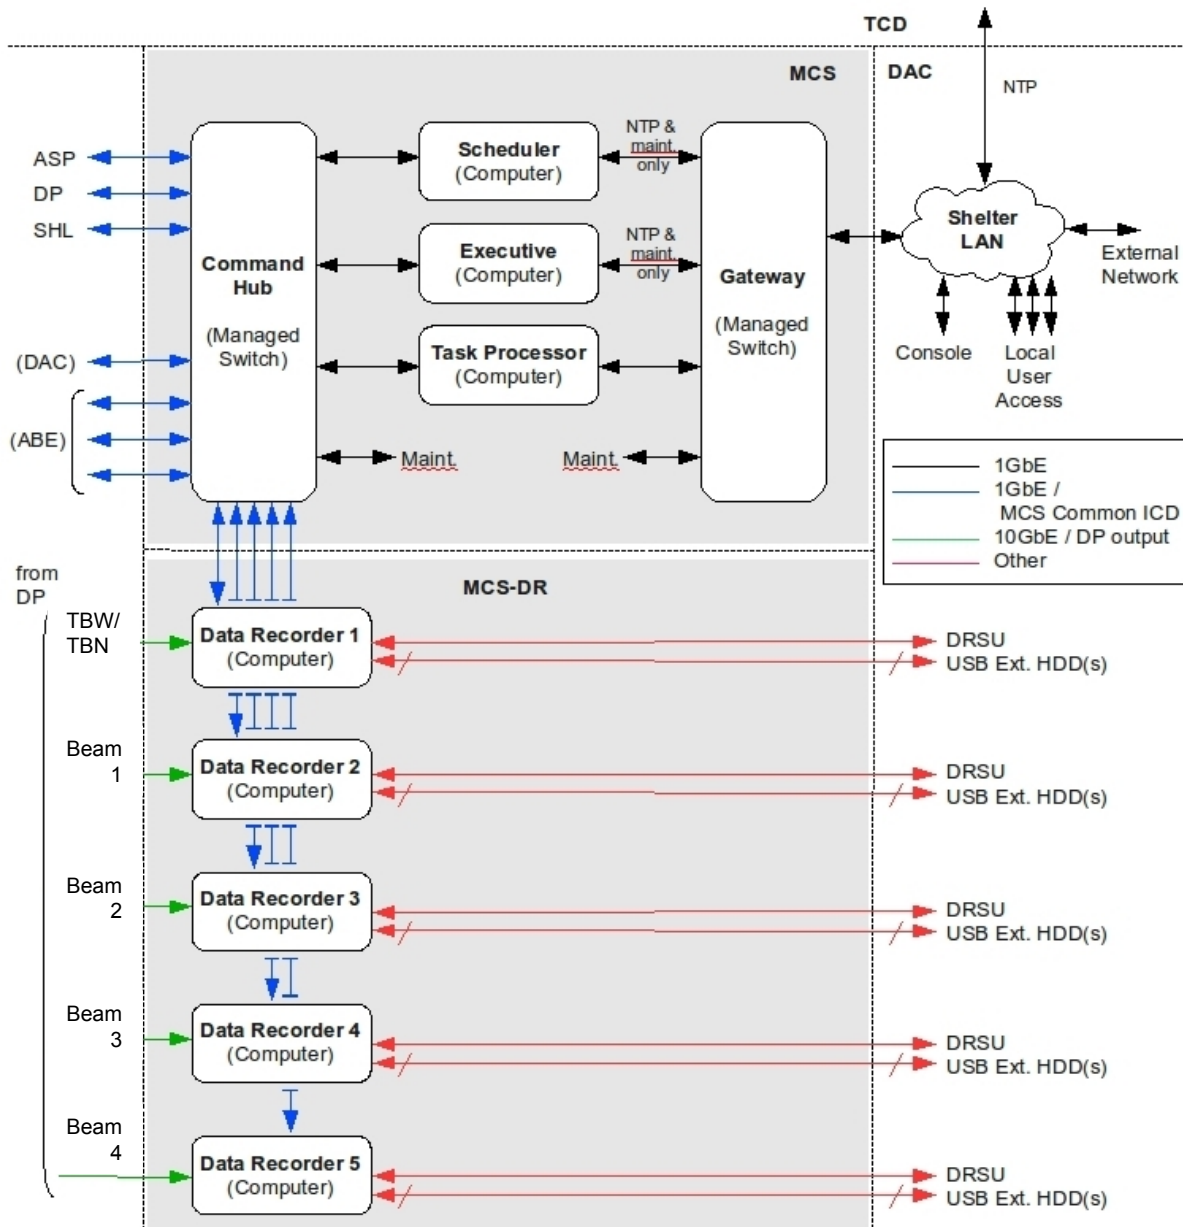 TCD
MCS
DAC
NTP
ASP
DP
SHL
(DAC)
(ABE)
Command
Hub
(Managed
Switch)
Scheduler
(Computer)
NTP &
maint.
only
Executive
(Computer)
NTP &
maint.
only
Task Processor
(Computer)
Maint.
Maint.
Gateway
(Managed
Switch)
Shelter
LAN
External
Network
Console
Local
User
Access
1GbE
1GbE /
MCS Common ICD
10GbE / DP output
Other
from
DP
MCS-DR
TBW/
TBN
Data Recorder 1
(Computer)
DRSU
USB Ext. HDD(s)
Beam
1
Data Recorder 2
(Computer)
DRSU
USB Ext. HDD(s)
Beam
2
Data Recorder 3
(Computer)
DRSU
USB Ext. HDD(s)
Beam
3
Data Recorder 4
(Computer)
DRSU
USB Ext. HDD(s)
Beam
4
Data Recorder 5
(Computer)
DRSU
USB Ext. HDD(s)